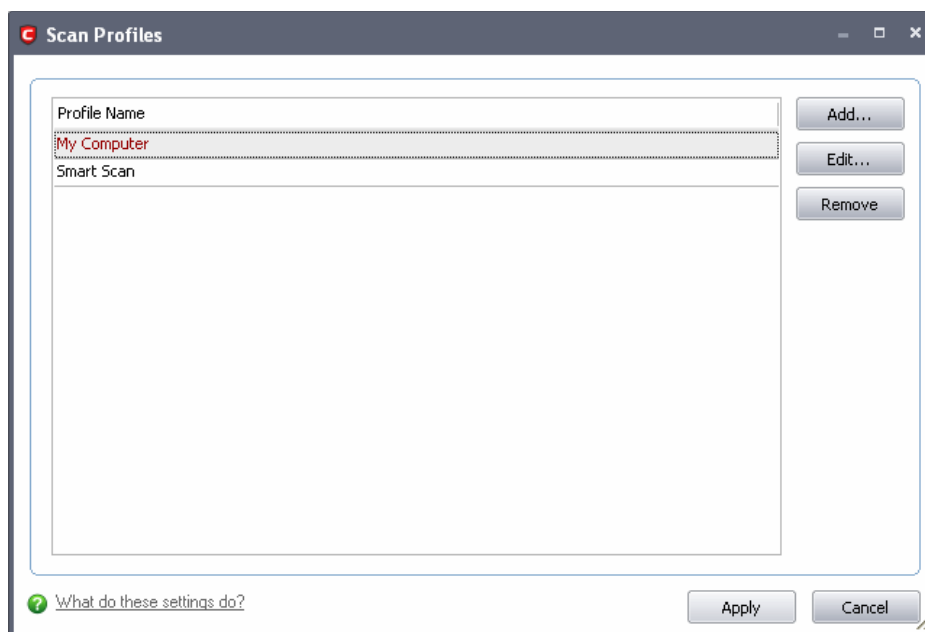 Scan Profiles
Profile Name
My Computer
Smart Scan
Add...
Edit...
Remove
What do these settings do?
Apply
Cancel